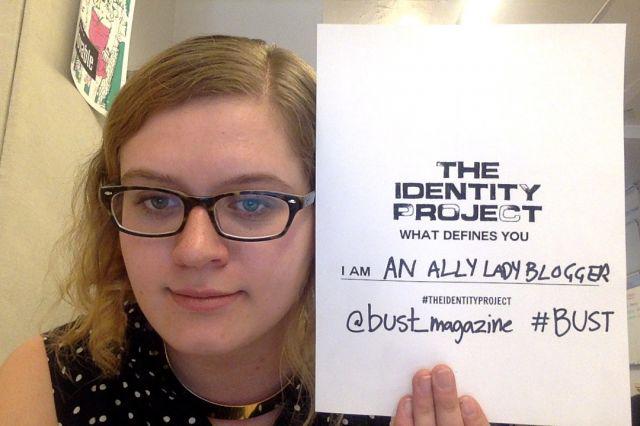 THE
IDENTITY
PROJECT
WHAT DEFINES YOU
I AM AN ALLY LADY BLOGGER
#THEIDENTITYPROJECT
@bust_magazine #BUST